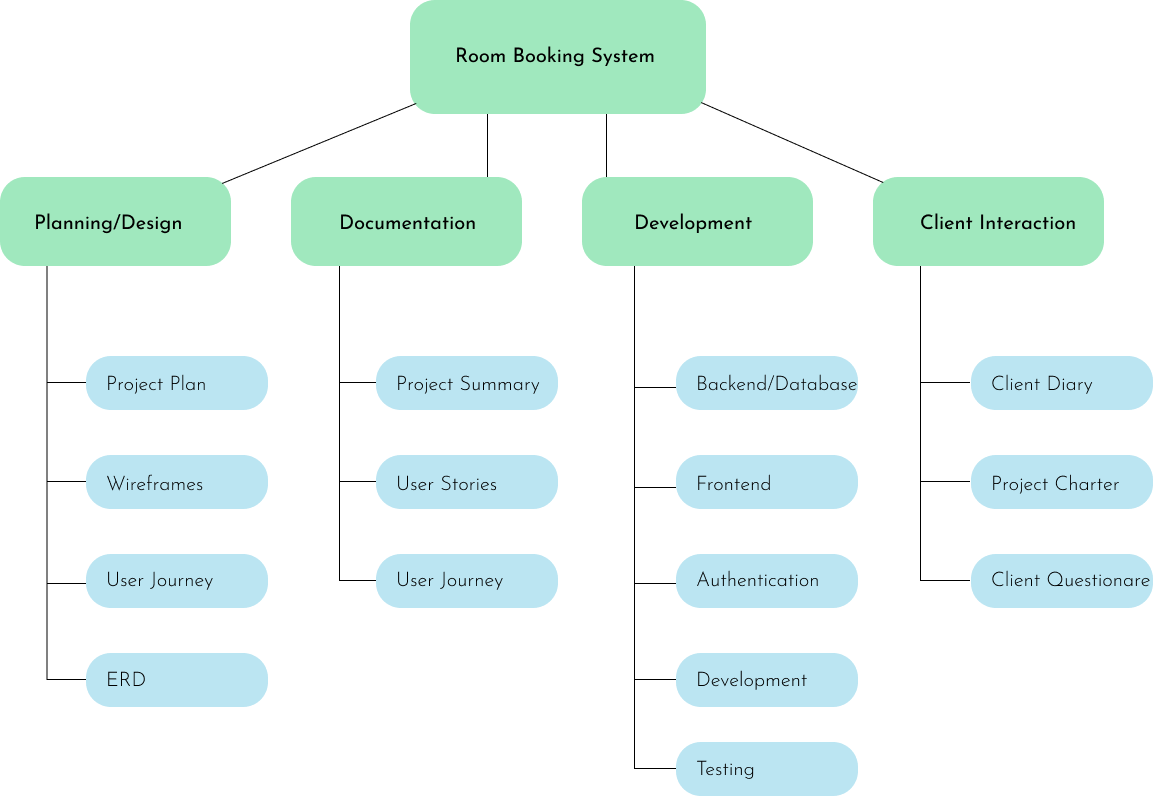 Room Booking System
Planning/Design
Documentation
Development
Client Interaction
Project Plan
Project Summary
Backend/Database
Client Diary
Wireframes
User Stories
Frontend
Project Charter
User Journey
User Journey
Authentication
Client Questionare
ERD
Development
Testing